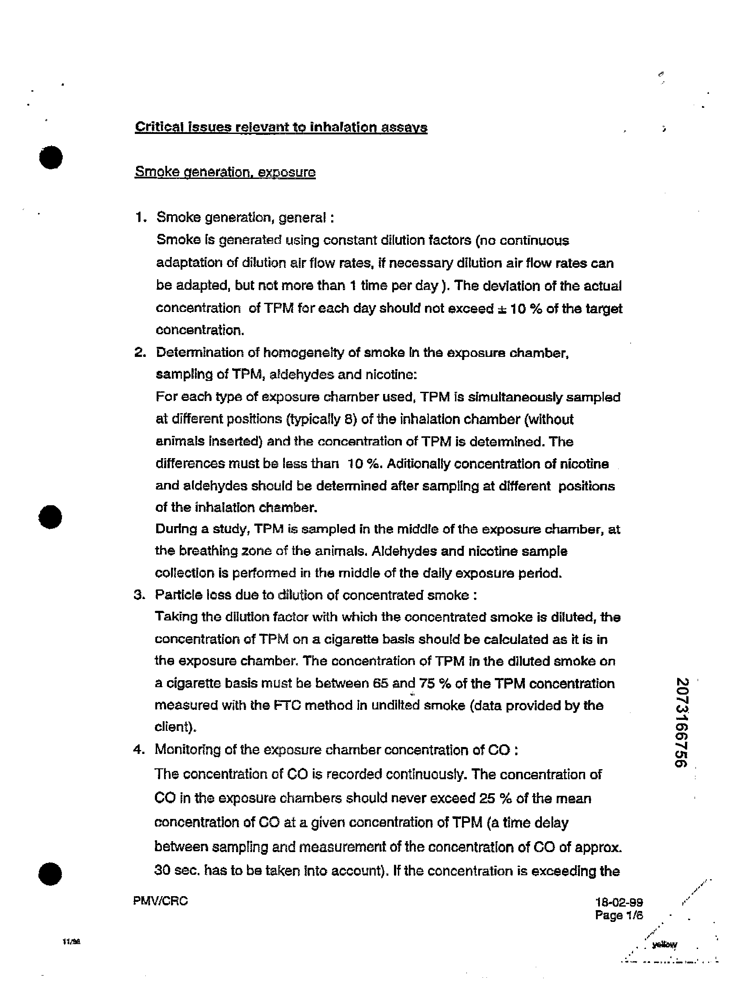 Critical issues relevant to inhalation assays
Smoke generation, exposure
1. Smoke generation, general :
Smoke is generated using constant dilution factors (no continuous
adaptation of dilution air flow rates, if necessary dilution air flow rates can
be adapted, but not more than 1 time per day ). The deviation of the actual
concentration of TPM for each day should not exceed ± 10 % of the target
concentration.
2. Determination of homogeneity of smoke in the exposure chamber,
sampling of TPM, aldehydes and nicotine:
For each type of exposure chamber used, TPM is simultaneously sampled
at different positions (typically 8) of the inhalation chamber (without
animals inserted) and the concentration of TPM is determined. The
differences must be less than 10 %. Aditionally concentration of nicotine
and aldehydes should be determined after sampling at different positions
of the inhalation chamber.
During a study, TPM is sampled in the middle of the exposure chamber, at
the breathing zone of the animals. Aldehydes and nicotine sample
collection is performed in the middle of the daily exposure period.
3. Particle loss due to dilution of concentrated smoke :
Taking the dilution factor with which the concentrated smoke is diluted, the
concentration of TPM on a cigarette basis should be calculated as it is in
the exposure chamber. The concentration of TPM in the diluted smoke on
a cigarette basis must be between 65 and 75 % of the TPM concentration
measured with the FTC method in undilted smoke (data provided by the
client).
4. Monitoring of the exposure chamber concentration of CO :
The concentration of CO is recorded continuously. The concentration of
CO in the exposure chambers should never exceed 25 % of the mean
concentration of CO at a given concentration of TPM (a time delay
between sampling and measurement of the concentration of CO of approx.
30 sec. has to be taken into account). If the concentration is exceeding the
2073166756
PMV/CRC
18-02-99
Page 1/6
yellow